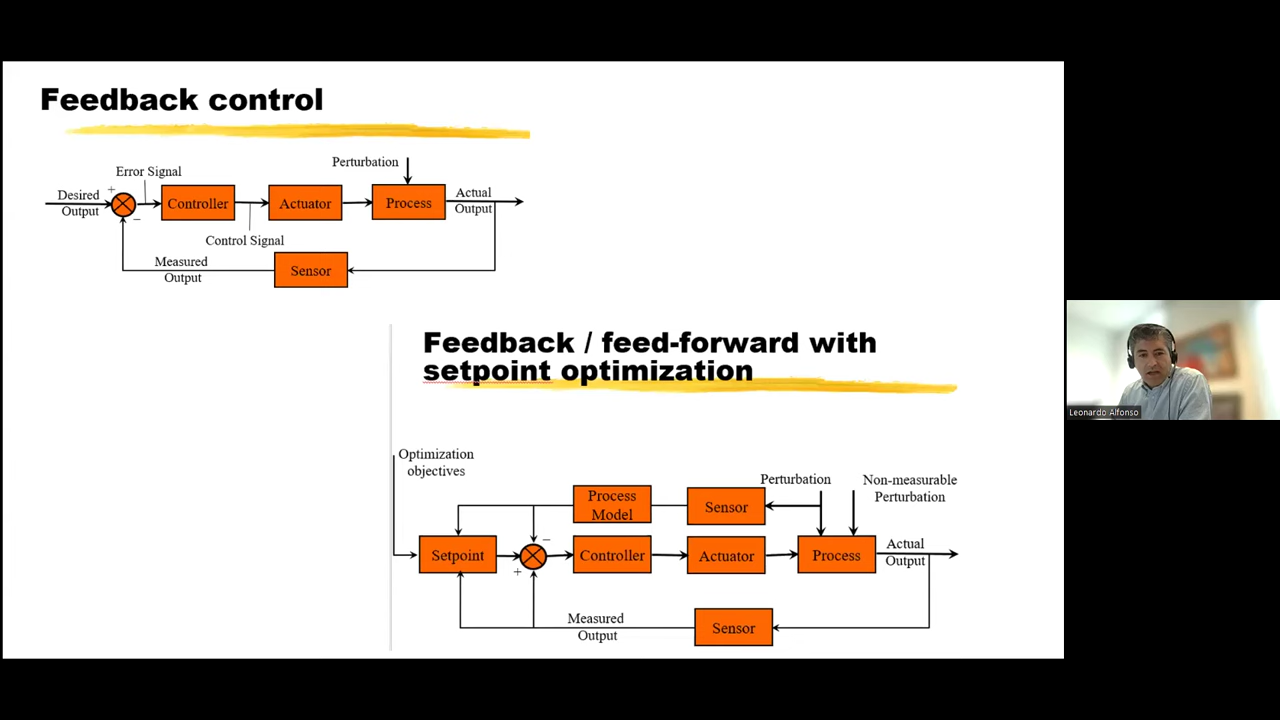 Feedback control
Perturbation
Error Signal
+
Desired
Output
Controller
Actuator
Process
Actual
Output
−
Control Signal
Measured
Output
Sensor
Feedback / feed-forward with
setpoint optimization
Optimization
objectives
Perturbation
Non-measurable
Perturbation
Process
Model
Sensor
−
Setpoint
Controller
Actuator
Process
Actual
Output
+
Measured
Output
Sensor
Leonardo Alfonso